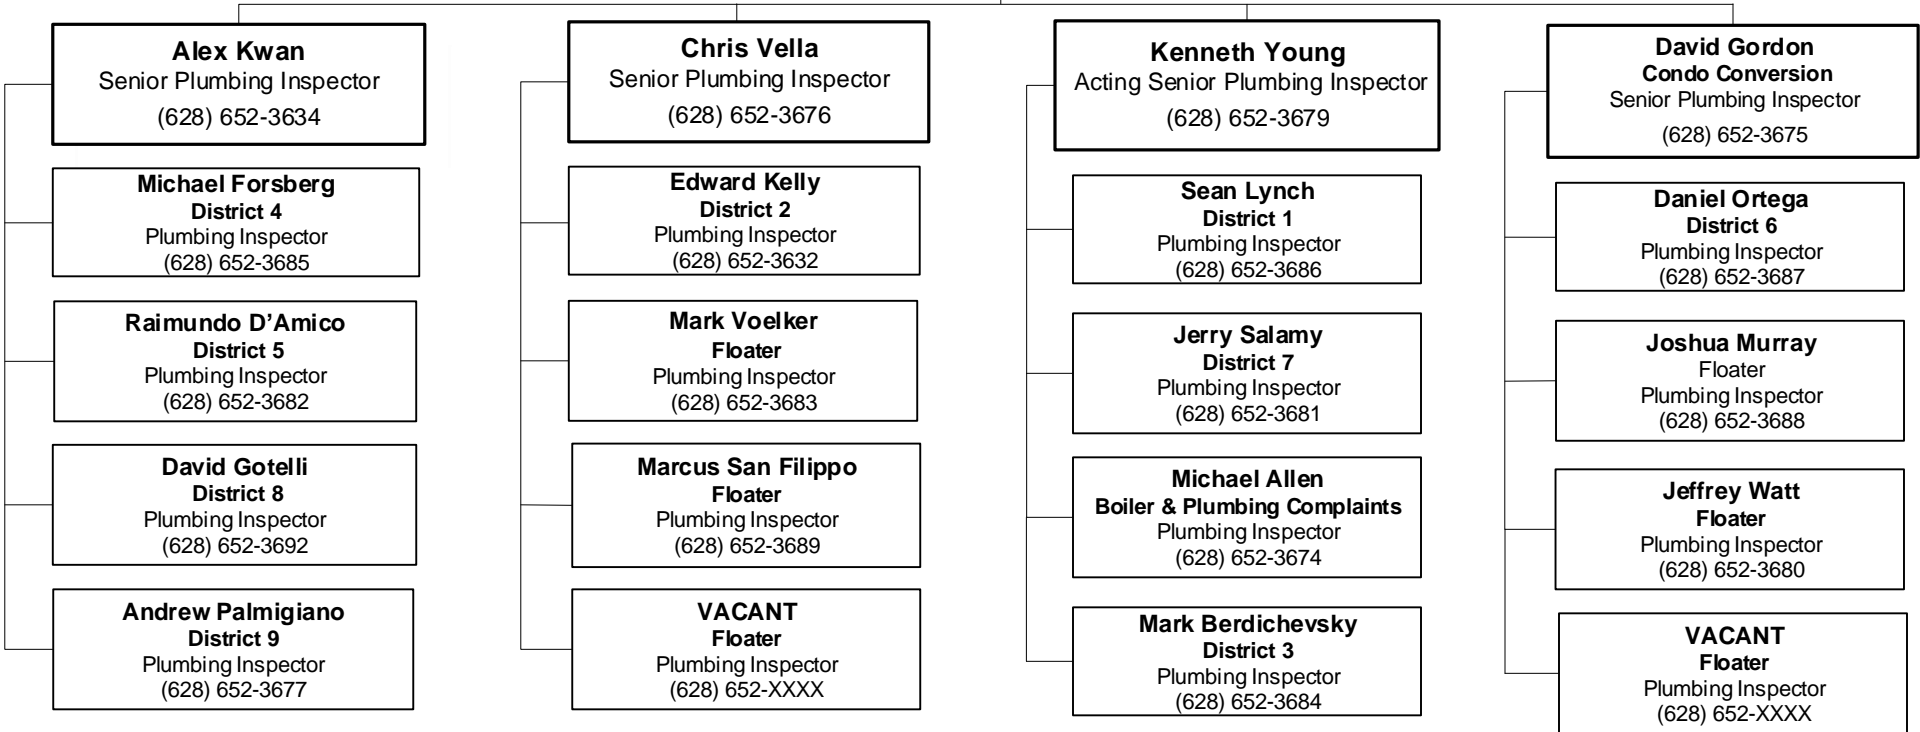 Alex Kwan
Senior Plumbing Inspector
(628) 652-3634
Michael Forsberg
District 4
Plumbing Inspector
(628) 652-3685
Raimundo D’Amico
District 5
Plumbing Inspector
(628) 652-3682
David Gotelli
District 8
Plumbing Inspector
(628) 652-3692
Andrew Palmigiano
District 9
Plumbing Inspector
(628) 652-3677
Chris Vella
Senior Plumbing Inspector
(628) 652-3676
Edward Kelly
District 2
Plumbing Inspector
(628) 652-3632
Mark Voelker
Floater
Plumbing Inspector
(628) 652-3683
Marcus San Filippo
Floater
Plumbing Inspector
(628) 652-3689
VACANT
Floater
Plumbing Inspector
(628) 652-XXXX
Kenneth Young
Acting Senior Plumbing Inspector
(628) 652-3679
Sean Lynch
District 1
Plumbing Inspector
(628) 652-3686
Jerry Salamy
District 7
Plumbing Inspector
(628) 652-3681
Michael Allen
Boiler & Plumbing Complaints
Plumbing Inspector
(628) 652-3674
Mark Berdichevsky
District 3
Plumbing Inspector
(628) 652-3684
David Gordon
Condo Conversion
Senior Plumbing Inspector
(628) 652-3675
Daniel Ortega
District 6
Plumbing Inspector
(628) 652-3687
Joshua Murray
Floater
Plumbing Inspector
(628) 652-3688
Jeffrey Watt
Floater
Plumbing Inspector
(628) 652-3680
VACANT
Floater
Plumbing Inspector
(628) 652-XXXX